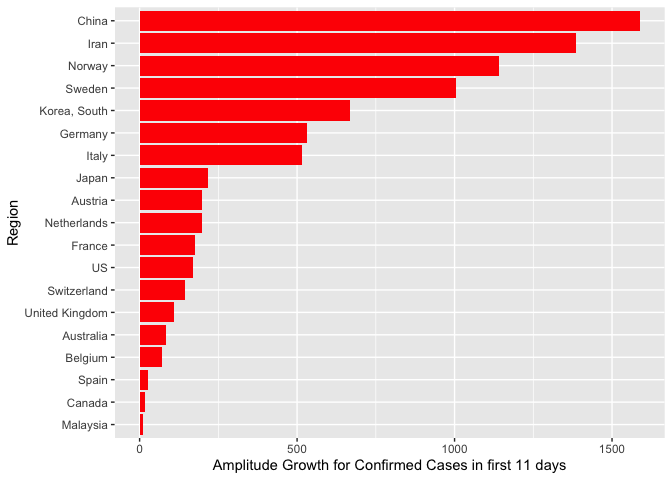 China
Iran
Norway
Sweden
Korea, South
Germany
Italy
Japan
Austria
Netherlands
France
US
Switzerland
United Kingdom
Australia
Belgium
Spain
Canada
Malaysia
Region
0 500 1000 1500
Amplitude Growth for Confirmed Cases in first 11 days